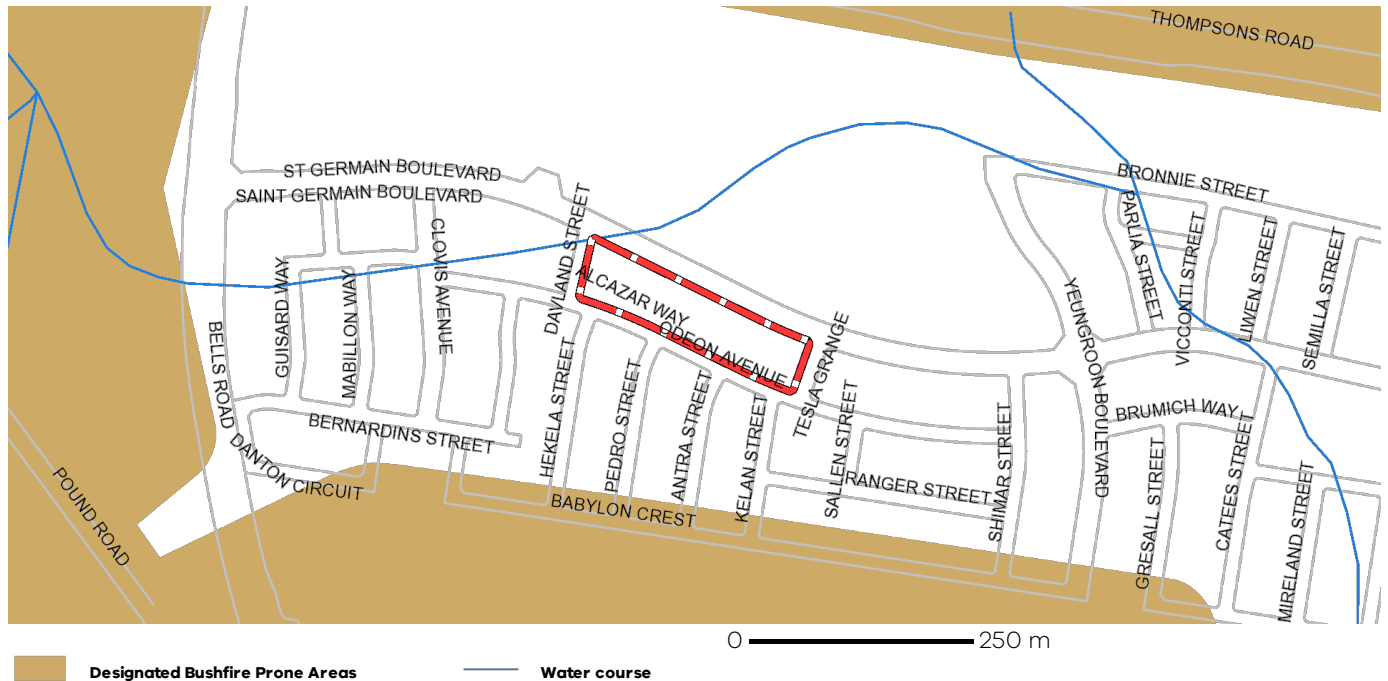 THOMPSONS ROAD
ST GERMAIN BOULEVARD
SAINT GERMAIN BOULEVARD
BRONNIE STREET
PARLIA STREET
VICCONTI STREET
LIWEN STREET
SEMILLA STREET
DAVLAND STREET
CLOVIS AVENUE
GUISARD WAY
MABILLON WAY
ALCAZAR WAY
ODEON AVENUE
TESLA GRANGE
YEUNGROON BOULEVARD
BELLS ROAD
BERNARDINS STREET
DANTON CIRCUIT
HEKELA STREET
PEDRO STREET
ANTRA STREET
KELAN STREET
SALLEN STREET
RANGER STREET
SHIMAR STREET
BRUMICH WAY
GRESALL STREET
CATEES STREET
MIRELAND STREET
POUND ROAD
BABYLON CREST
0 250 m
Designated Bushfire Prone Areas
Water course